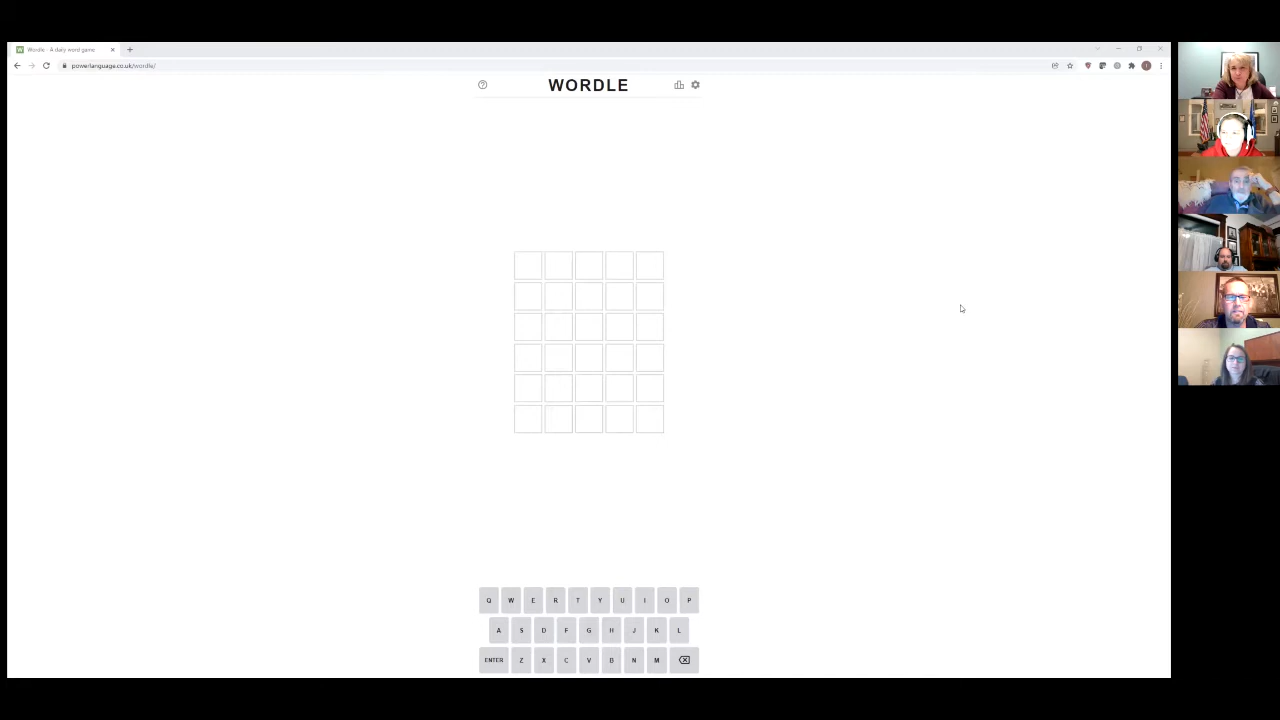 Wordle - A daily word game
powerlanguage.co.uk/wordle/
WORDLE
Q W E R T Y U I O P
A S D F G H J K L
ENTER Z X C V B N M